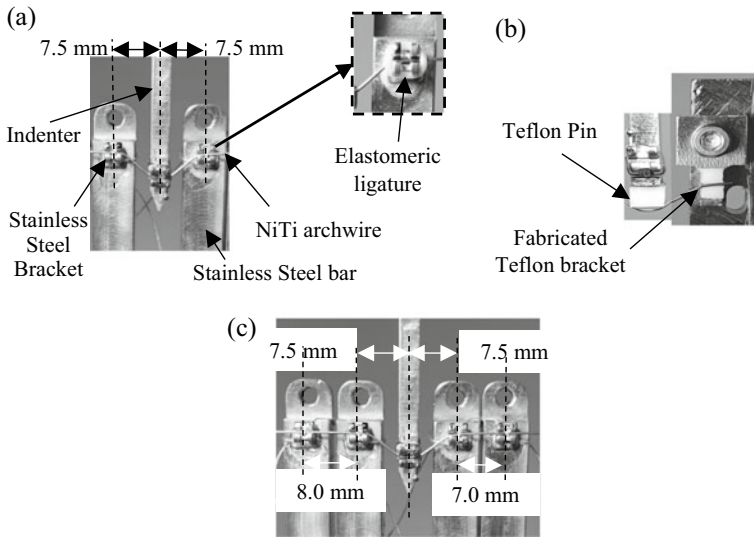 (a)
7.5 mm
7.5 mm
Indenter
Elastomeric
ligature
Stainless
Steel
Bracket
NiTi archwire
Stainless Steel bar
(b)
Teflon Pin
Fabricated
Teflon bracket
(c)
7.5 mm
7.5 mm
8.0 mm
7.0 mm